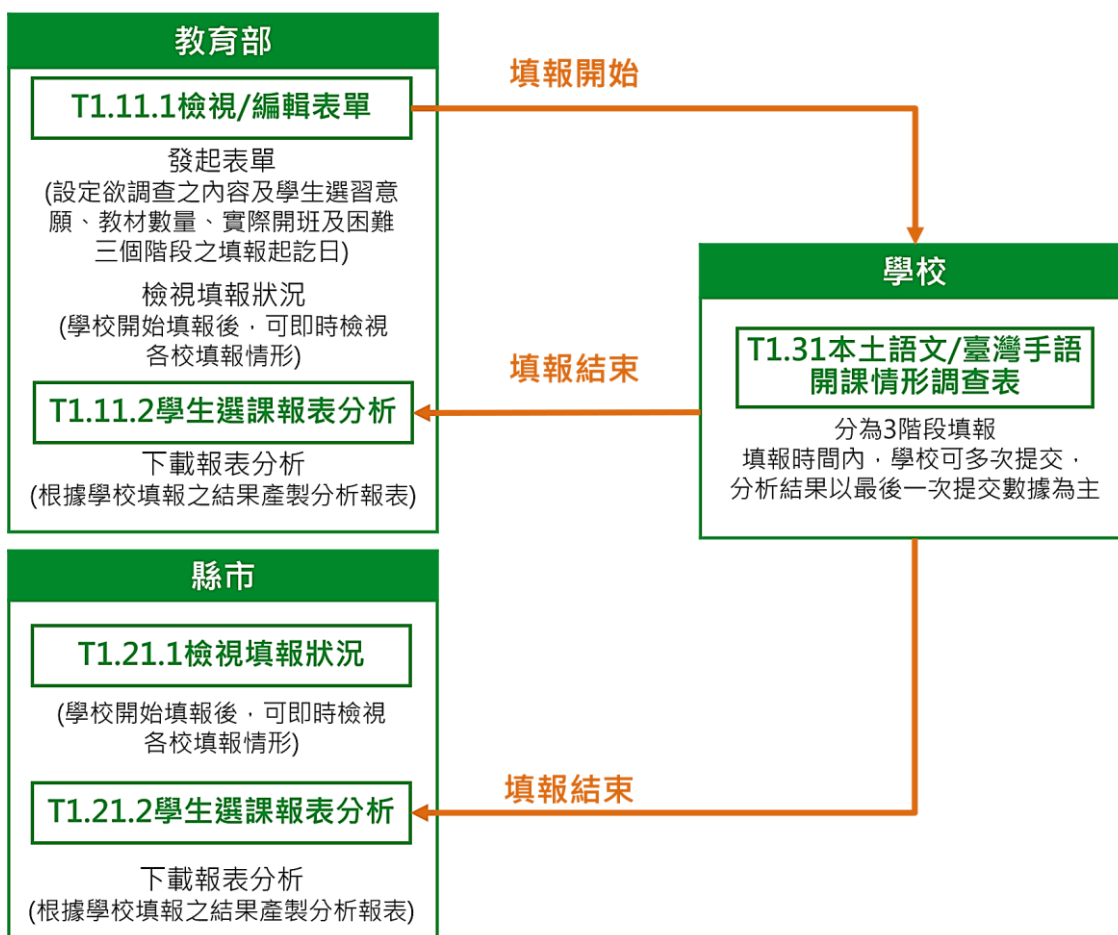 教育部
T1.11.1檢視/編輯表單
發起表單
(設定欲調查之內容及學生選習意
願、教材數量、實際開班及困難
三個階段之填報起訖日)
檢視填報狀況
(學校開始填報後，可即時檢視
各校填報情形)
T1.11.2學生選課報表分析
下載報表分析
(根據學校填報之結果產製分析報表)
填報開始
填報結束
學校
T1.31本土語文/臺灣手語
開課情形調查表
分為3階段填報
填報時間內，學校可多次提交，
分析結果以最後一次提交數據為主
縣市
T1.21.1檢視填報狀況
(學校開始填報後，可即時檢視
各校填報情形)
T1.21.2學生選課報表分析
下載報表分析
(根據學校填報之結果產製分析報表)
填報結束